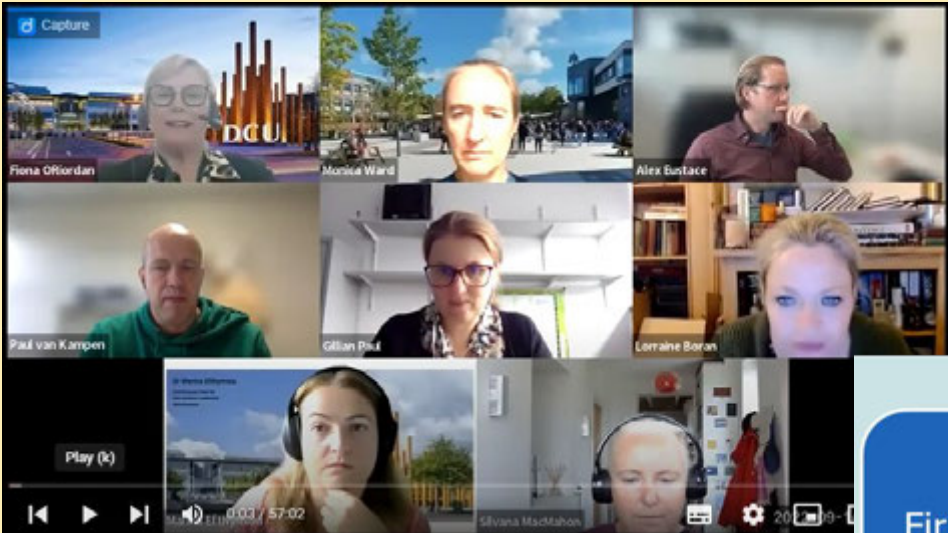 Capture
DCU
Fiona ORiordan
Monica Ward
Alex Eustace
Paul van Kampen
Gillian Paul
Lorraine Boran
Play (k)
0:03 / 57:02
Silvana MacMahon
Fir